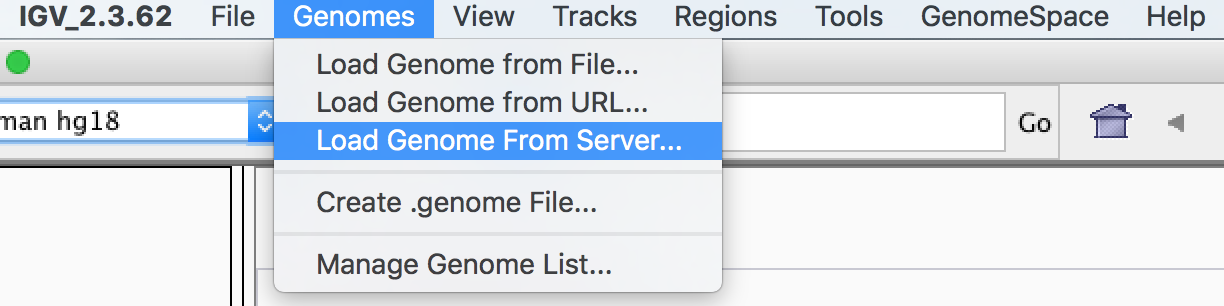 IGV_2.3.62 File Genomes View Tracks Regions Tools GenomeSpace Help
Load Genome from File...
Load Genome from URL...
man hg18 Go
Load Genome From Server...
Create .genome File...
Manage Genome List...